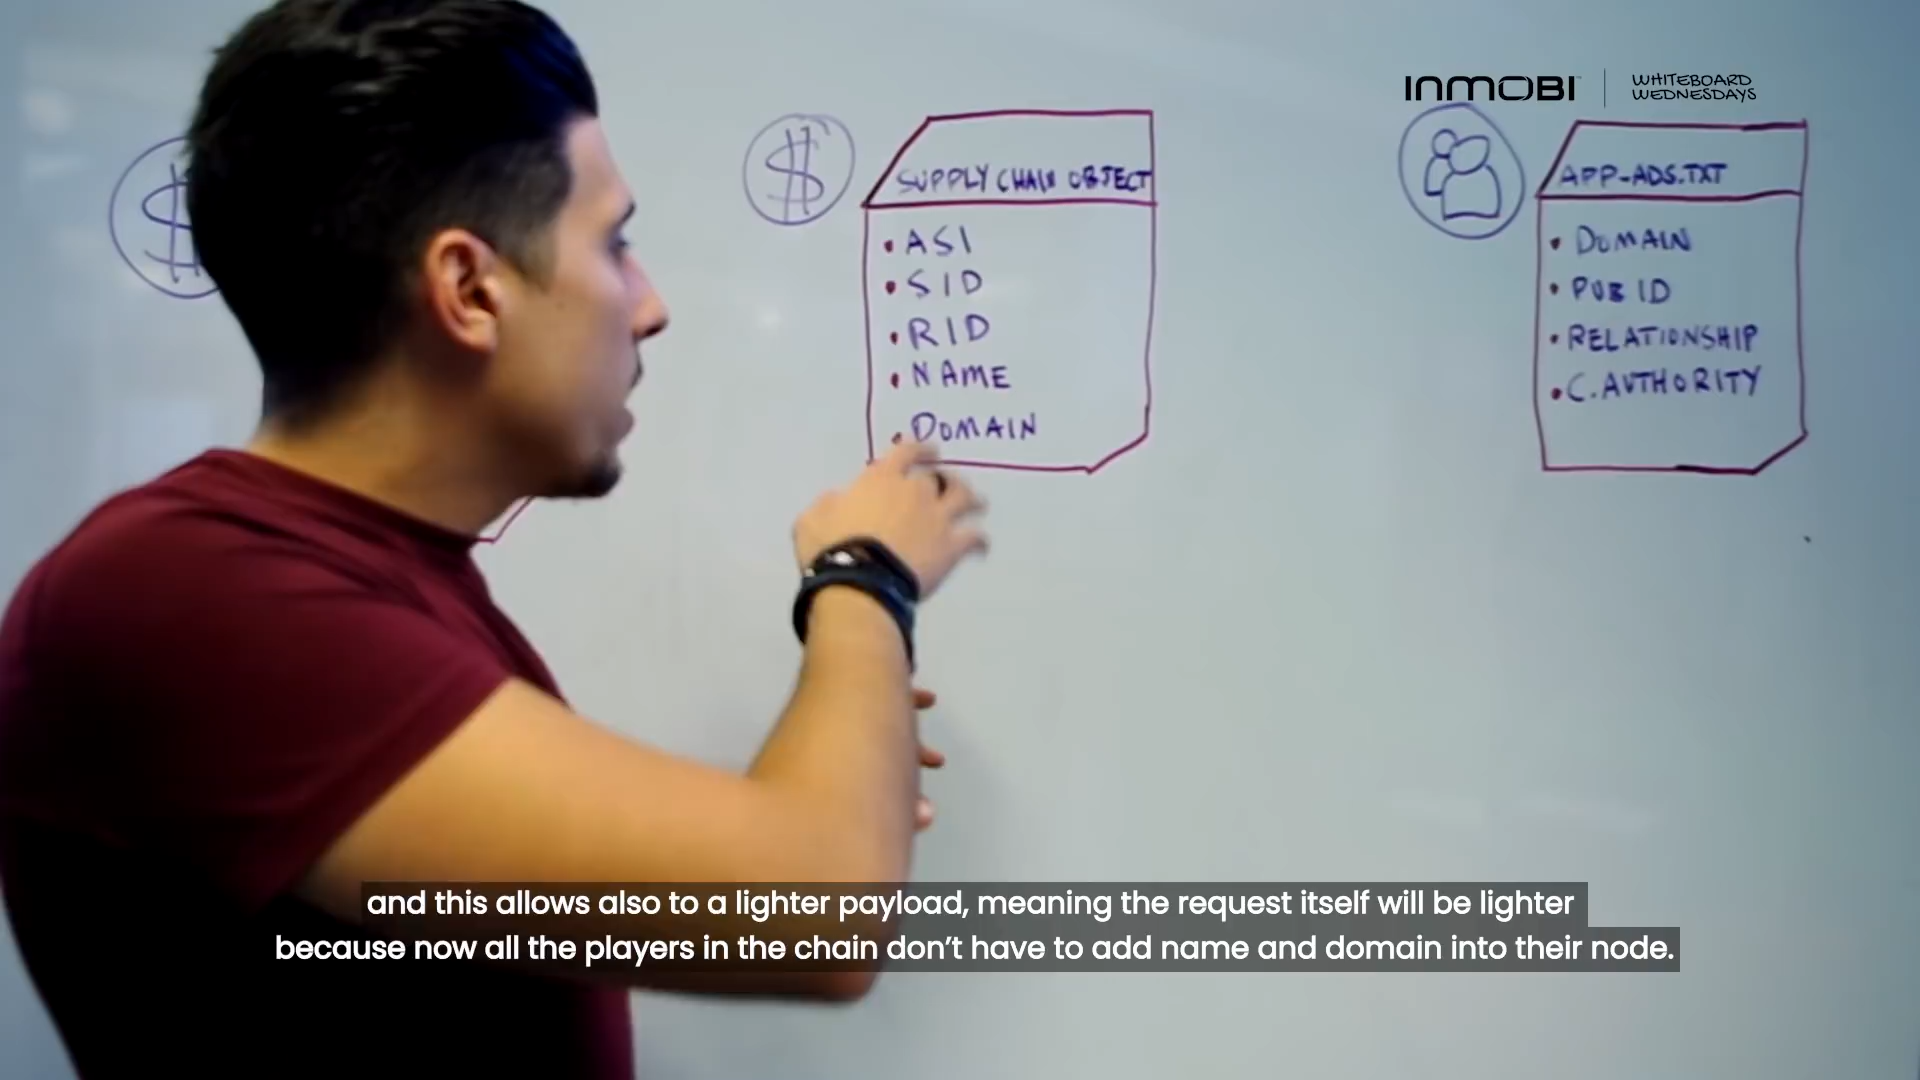 INMOBI
WHITEBOARD
WEDNESDAYS
$
$
SUPPLY CHAIN OBJECT
• ASI
• SID
• RID
• NAME
• DOMAIN
APP-ADS.TXT
• DOMAIN
• PUB ID
• RELATIONSHIP
• C. AUTHORITY
and this allows also to a lighter payload, meaning the request itself will be lighter
because now all the players in the chain don’t have to add name and domain into their node.